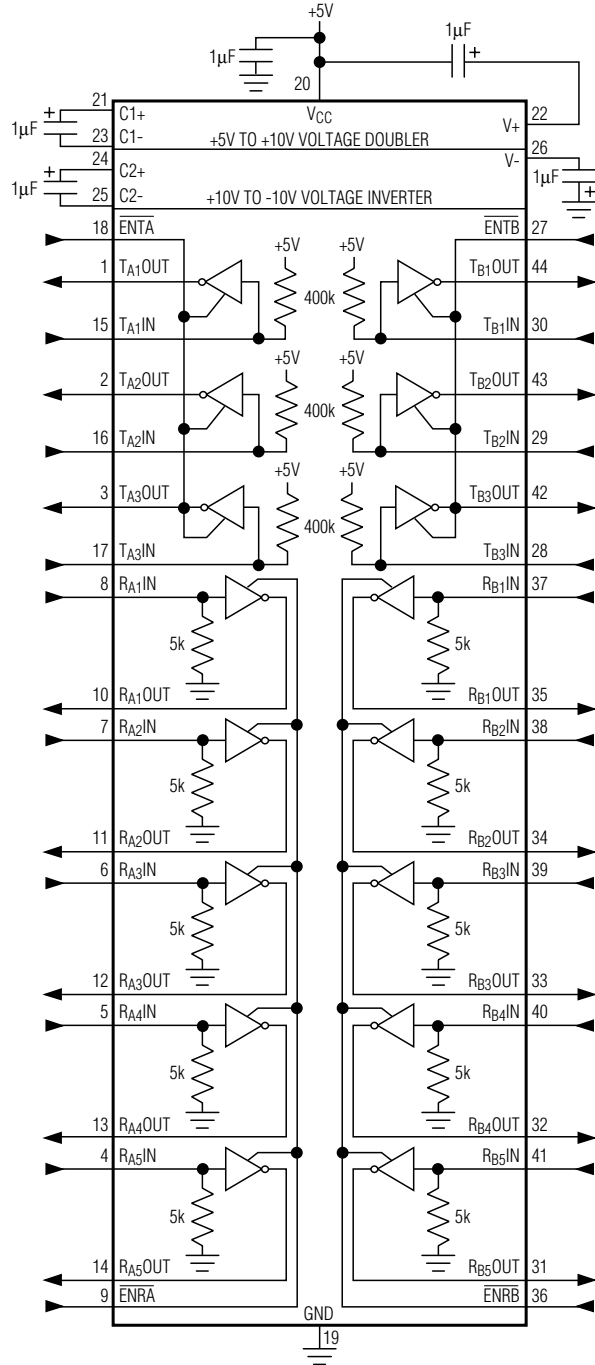 +5V
1µF
1µF +
20
21 C1+ VCC V+ 22
+
1µF
23 C1- +5V TO +10V VOLTAGE DOUBLER
24 C2+ V- 26
+
1µF
25 C2- +10V TO -10V VOLTAGE INVERTER 1µF +
18 ENTA ENTB 27
+5V +5V
1 TA1OUT TB1OUT 44
400k
15 TA1IN TB1IN 30
+5V +5V
2 TA2OUT TB2OUT 43
400k
16 TA2IN TB2IN 29
+5V +5V
3 TA3OUT TB3OUT 42
400k
17 TA3IN TB3IN 28
8 RA1IN RB1IN 37
5k 5k
10 RA1OUT RB1OUT 35
7 RA2IN RB2IN 38
5k 5k
11 RA2OUT RB2OUT 34
6 RA3IN RB3IN 39
5k 5k
12 RA3OUT RB3OUT 33
5 RA4IN RB4IN 40
5k 5k
13 RA4OUT RB4OUT 32
4 RA5IN RB5IN 41
5k 5k
14 RA5OUT RB5OUT 31
9 ENRA ENRB 36
GND
19